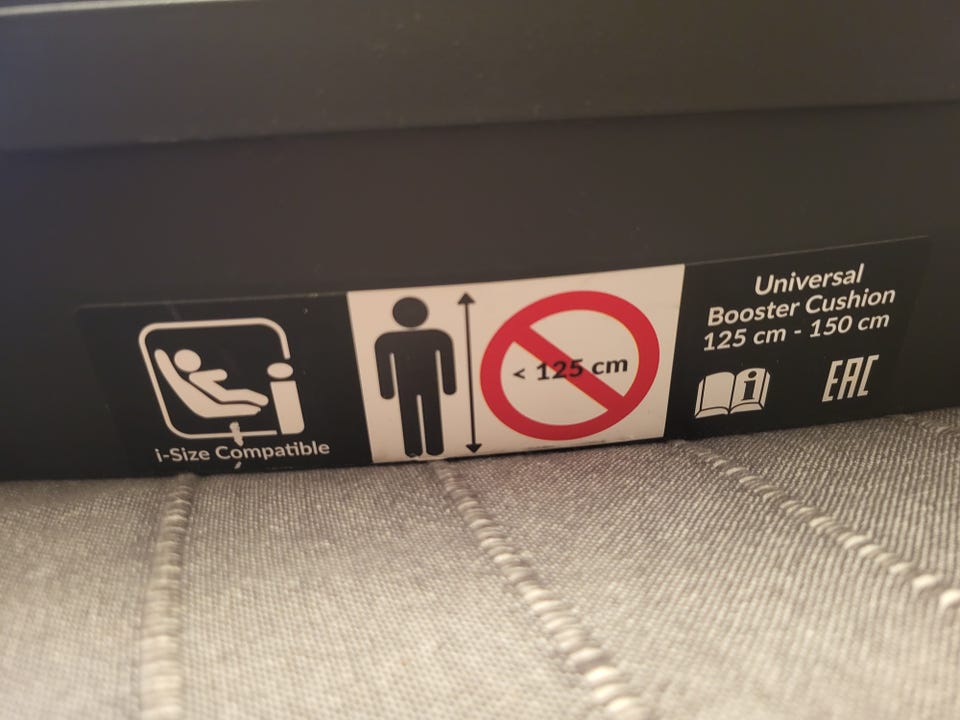 i-Size Compatible
< 125 cm
Universal
Booster Cushion
125 cm - 150 cm
EAC